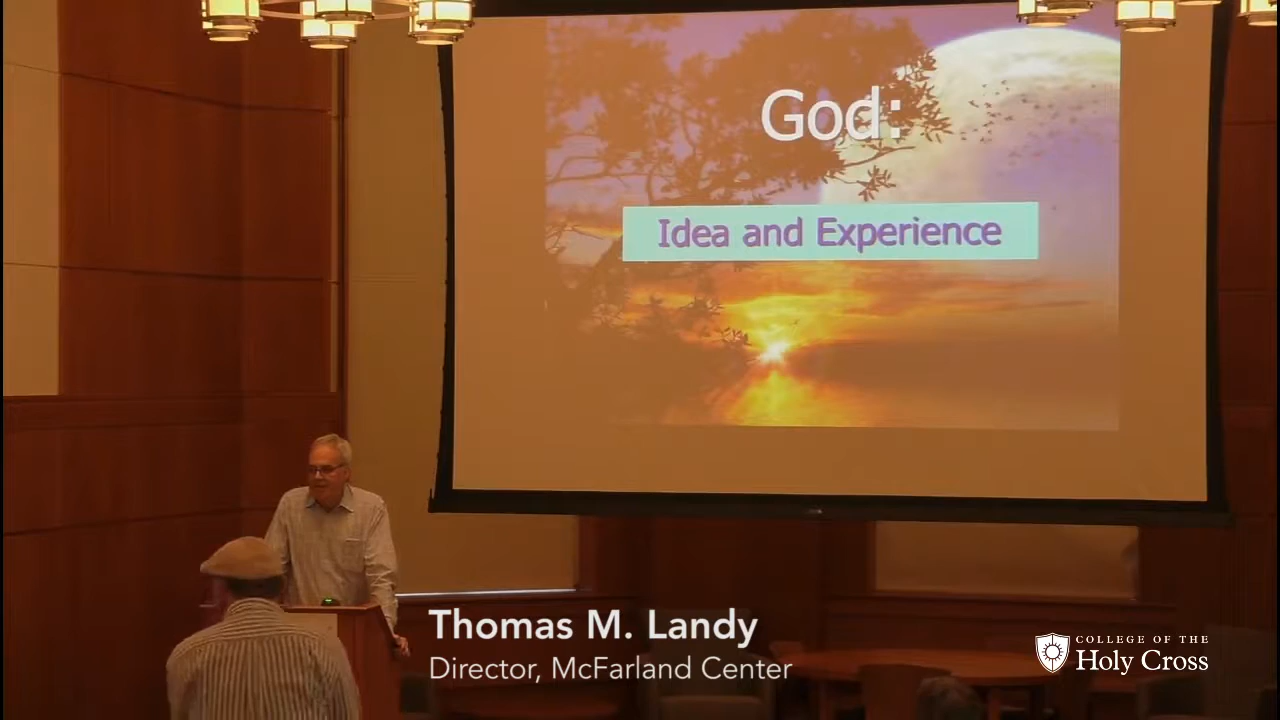 God:
Idea and Experience
Thomas M. Landy
Director, McFarland Center
COLLEGE OF THE
Holy Cross